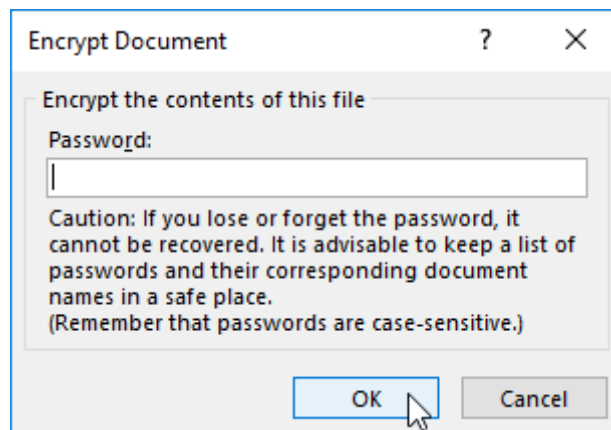 Encrypt Document ?
Encrypt the contents of this file
Password:
Caution: If you lose or forget the password, it
cannot be recovered. It is advisable to keep a list of
passwords and their corresponding document
names in a safe place.
(Remember that passwords are case-sensitive.)
OK Cancel